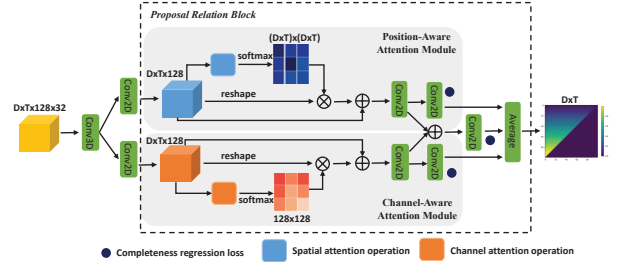 Proposal Relation Block
(DxT)x(DxT)
Position-Aware
Attention Module
softmax
DxTx128
reshape
Conv2D
Conv2D
Conv2D
DxTx128x32
Conv3D
DxTx128
Conv2D
reshape
softmax
128x128
Conv2D
Conv2D
Conv2D
Average
DxT
Channel-Aware
Attention Module
Completeness regression loss
Spatial attention operation
Channel attention operation